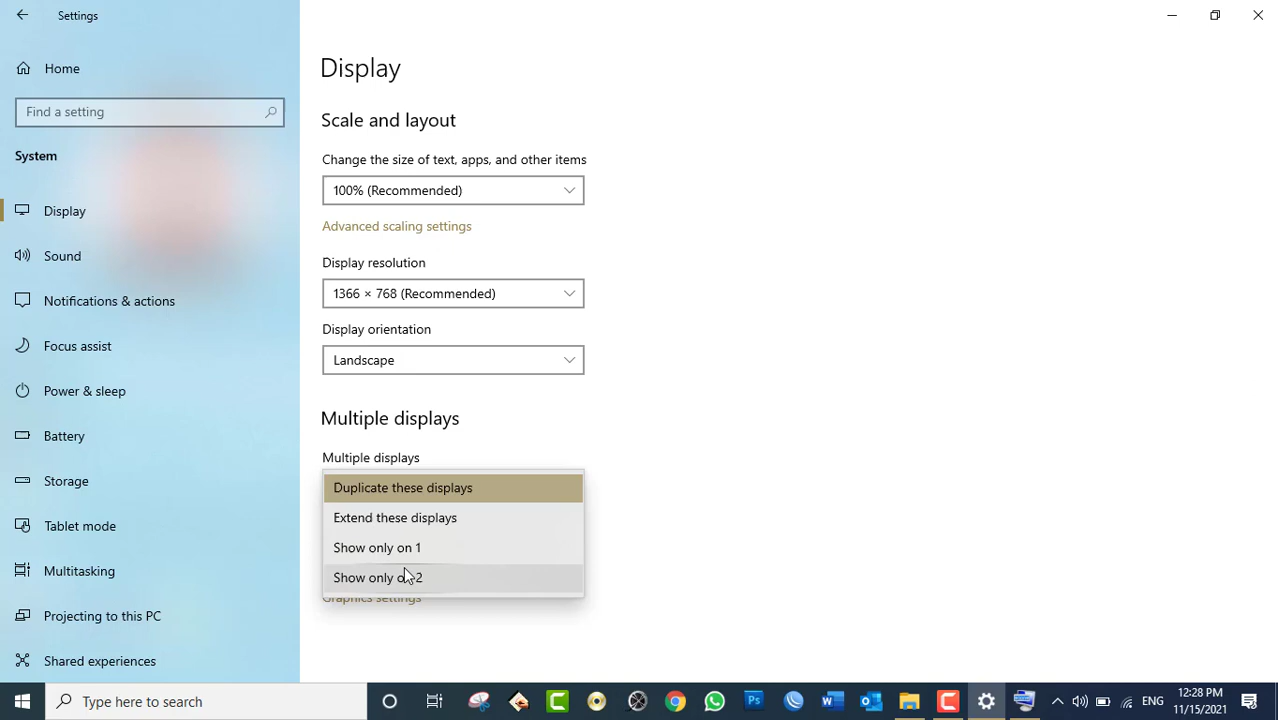 Settings
Home
Find a setting
System
Display
Sound
Notifications & actions
Focus assist
Power & sleep
Battery
Storage
Tablet mode
Multitasking
Projecting to this PC
Shared experiences
Display
Scale and layout
Change the size of text, apps, and other items
100% (Recommended)
Advanced scaling settings
Display resolution
1366 × 768 (Recommended)
Display orientation
Landscape
Multiple displays
Multiple displays
Duplicate these displays
Extend these displays
Show only on 1
Show only on 2
Graphics settings
Type here to search
Ps
ENG
12:28 PM
11/15/2021